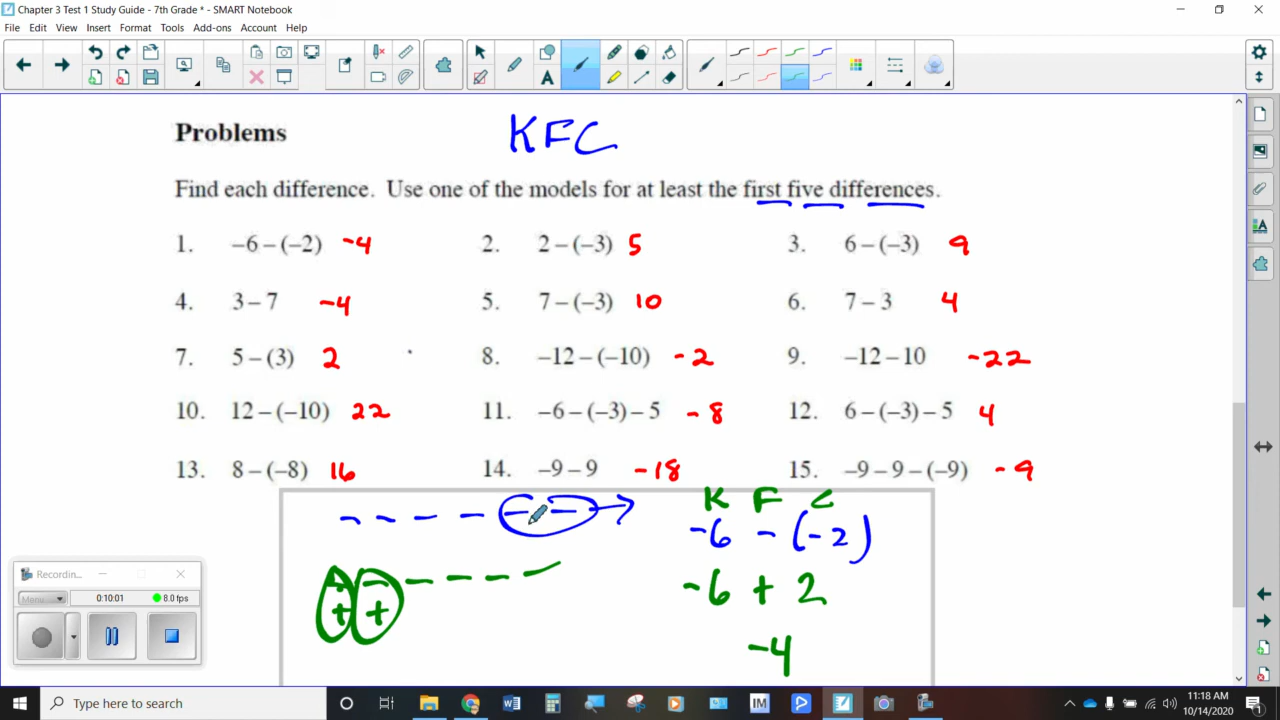 Chapter 3 Test 1 Study Guide - 7th Grade * - SMART Notebook
File Edit View Insert Format Tools Add-ons Account Help
Problems KFC
Find each difference. Use one of the models for at least the first five differences.
1. –6 – (–2) -4 2. 2 – (–3) 5 3. 6 – (–3) 9
4. 3 – 7 -4 5. 7 – (–3) 10 6. 7 – 3 4
7. 5 – (3) 2 8. –12 – (–10) -2 9. –12 – 10 -22
10. 12 – (–10) 22 11. –6 – (–3) – 5 -8 12. 6 – (–3) – 5 4
13. 8 – (–8) 16 14. –9 – 9 -18 15. –9 – 9 – (–9) -9
K F C
- - - - - - -6 - (-2)
- - - - - - -6 + 2
+ +
-4
Recordin...
Menu
0:10:01 8.0 fps
Type here to search
11:18 AM
10/14/2020